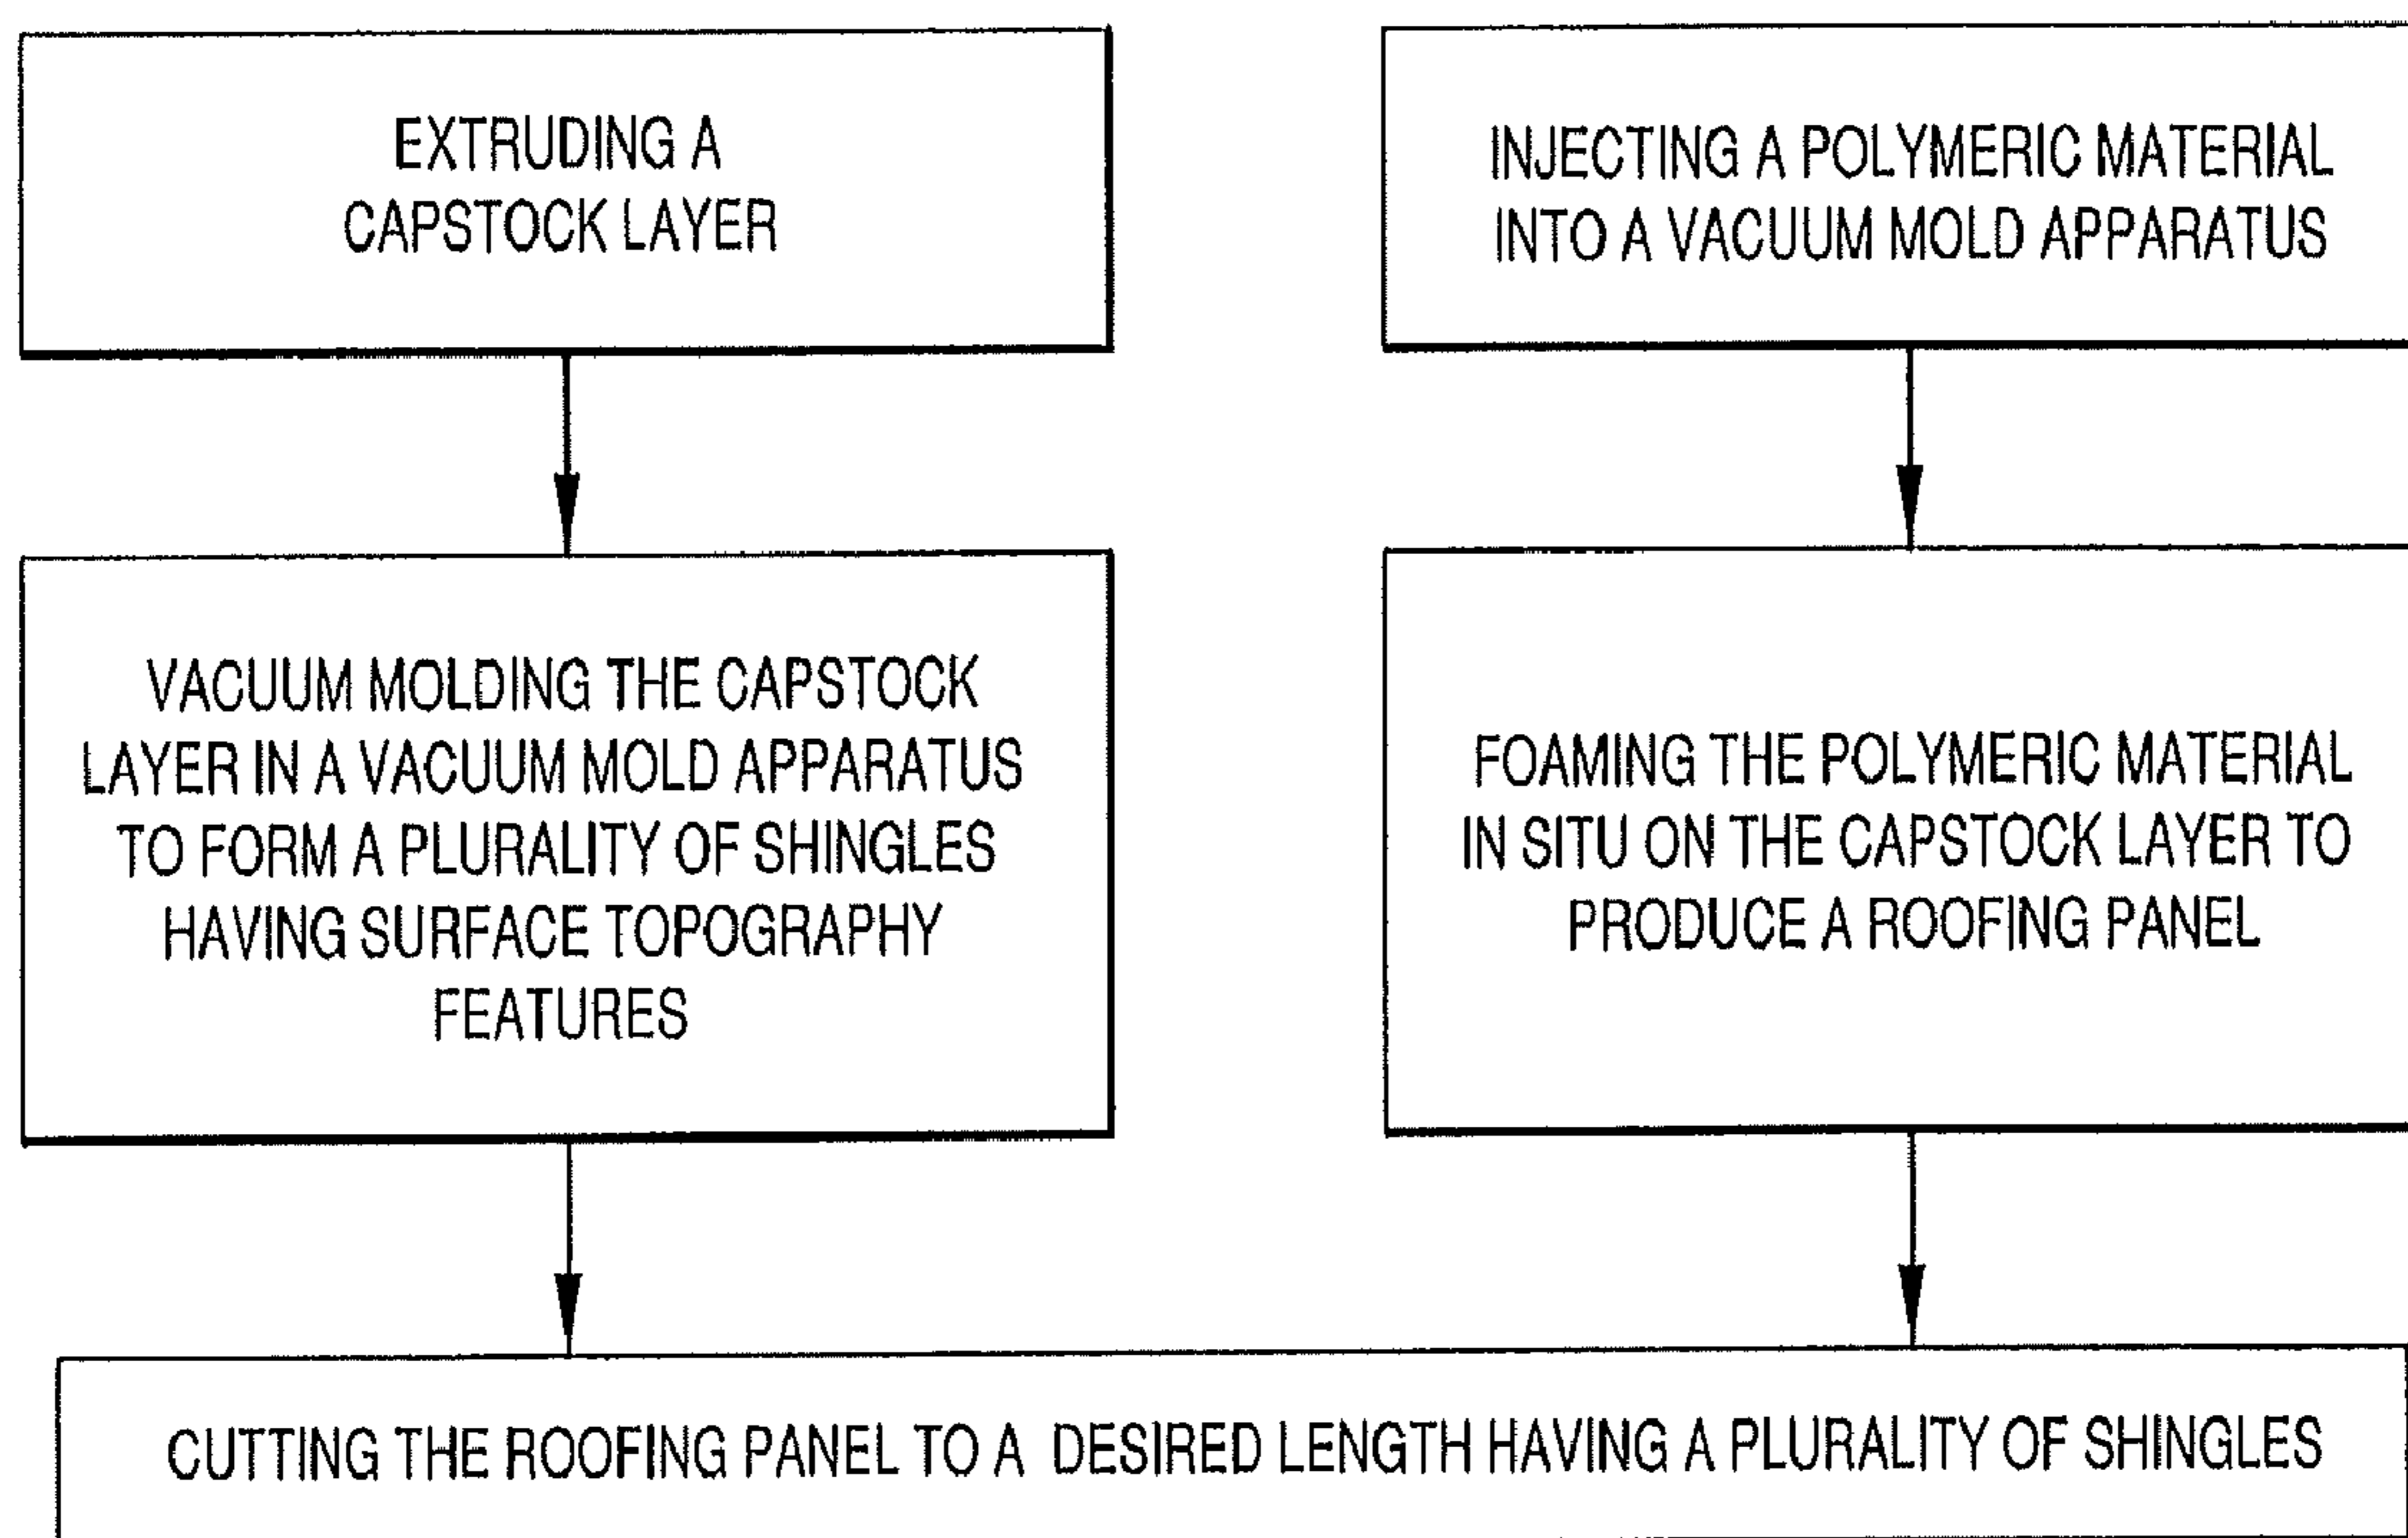 EXTRUDING A
CAPSTOCK LAYER
VACUUM MOLDING THE CAPSTOCK
LAYER IN A VACUUM MOLD APPARATUS
TO FORM A PLURALITY OF SHINGLES
HAVING SURFACE TOPOGRAPHY
FEATURES
INJECTING A POLYMERIC MATERIAL
INTO A VACUUM MOLD APPARATUS
FOAMING THE POLYMERIC MATERIAL
IN SITU ON THE CAPSTOCK LAYER TO
PRODUCE A ROOFING PANEL
CUTTING THE ROOFING PANEL TO A DESIRED LENGTH HAVING A PLURALITY OF SHINGLES